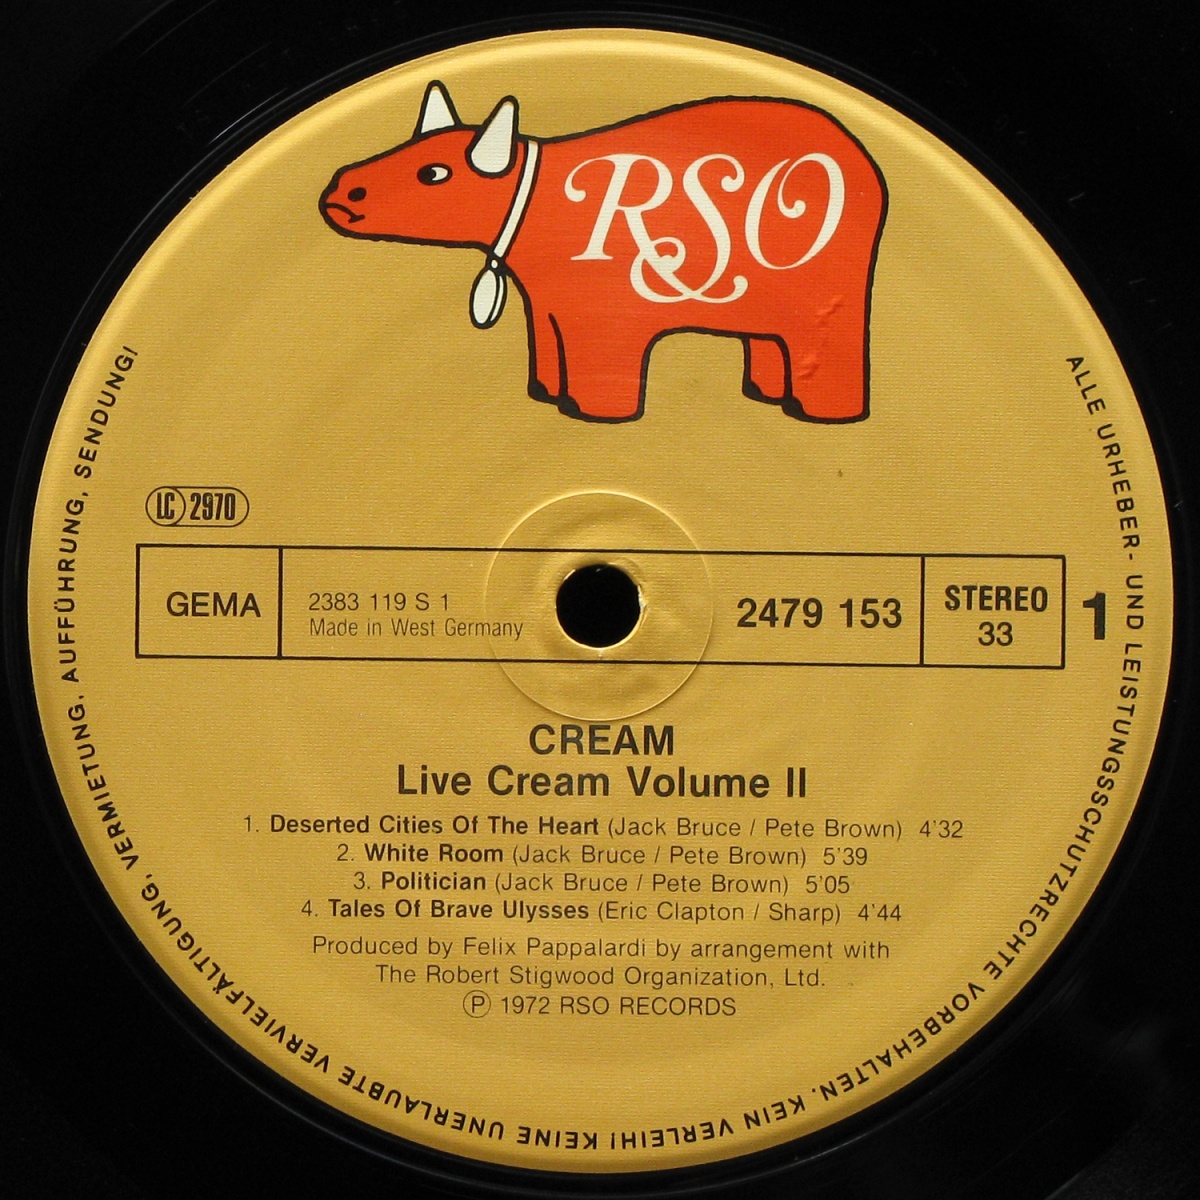 RSO
ALLE URHEBER- UND LEISTUNGSSCHUTZRECHTE VORBEHALTEN. KEIN VERLEIH! KEINE UNERLAUBTE VERVIELFÄLTIGUNG, VERMIETUNG, AUFFÜHRUNG, SENDUNG!
LC 2970
GEMA
2383 119 S 1
Made in West Germany
2479 153
STEREO
33
1
CREAM
Live Cream Volume II
1. Deserted Cities Of The Heart (Jack Bruce / Pete Brown) 4'32
2. White Room (Jack Bruce / Pete Brown) 5'39
3. Politician (Jack Bruce / Pete Brown) 5'05
4. Tales Of Brave Ulysses (Eric Clapton / Sharp) 4'44
Produced by Felix Pappalardi by arrangement with
The Robert Stigwood Organization, Ltd.
Ⓟ 1972 RSO RECORDS